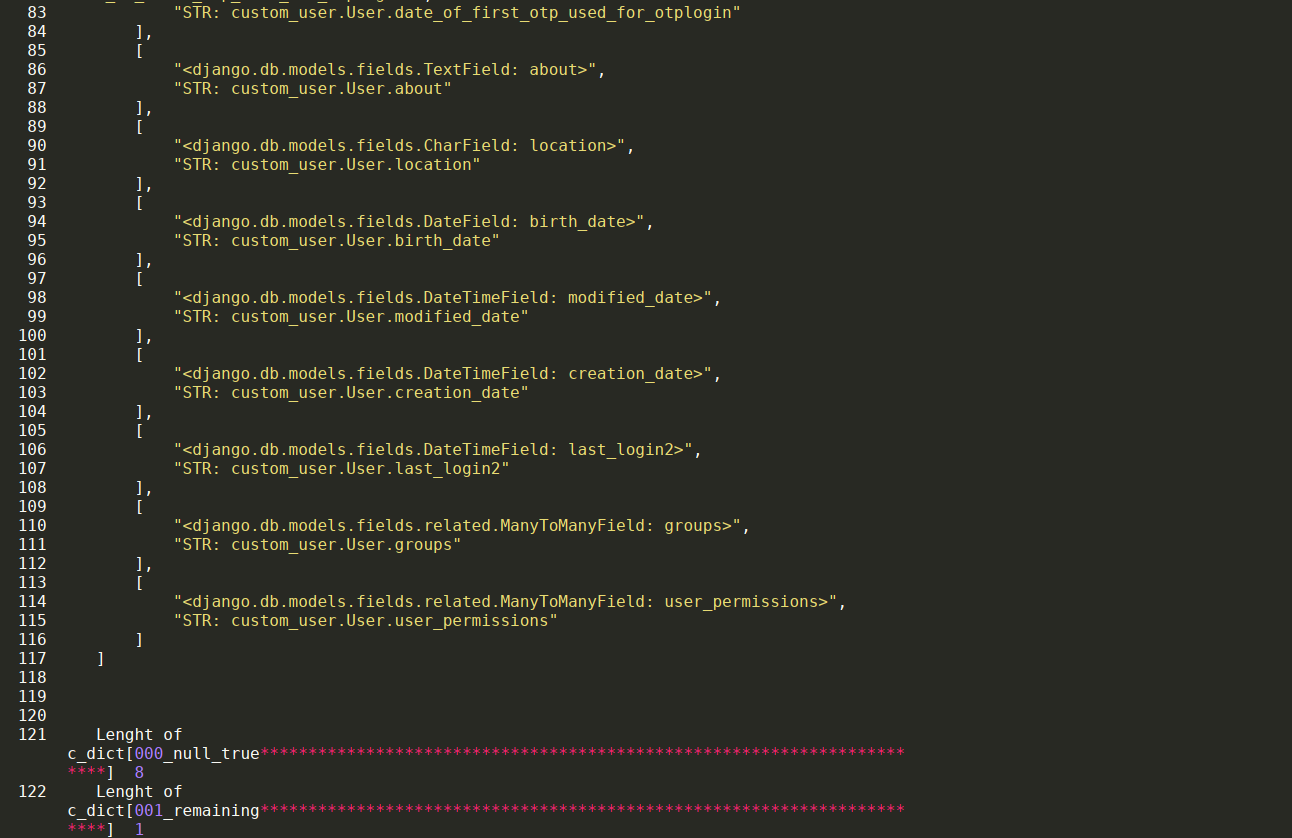 83 "STR: custom_user.User.date_of_first_otp_used_for_otplogin"
84 ],
85 [
86 "<django.db.models.fields.TextField: about>",
87 "STR: custom_user.User.about"
88 ],
89 [
90 "<django.db.models.fields.CharField: location>",
91 "STR: custom_user.User.location"
92 ],
93 [
94 "<django.db.models.fields.DateField: birth_date>",
95 "STR: custom_user.User.birth_date"
96 ],
97 [
98 "<django.db.models.fields.DateTimeField: modified_date>",
99 "STR: custom_user.User.modified_date"
100 ],
101 [
102 "<django.db.models.fields.DateTimeField: creation_date>",
103 "STR: custom_user.User.creation_date"
104 ],
105 [
106 "<django.db.models.fields.DateTimeField: last_login2>",
107 "STR: custom_user.User.last_login2"
108 ],
109 [
110 "<django.db.models.fields.related.ManyToManyField: groups>",
111 "STR: custom_user.User.groups"
112 ],
113 [
114 "<django.db.models.fields.related.ManyToManyField: user_permissions>",
115 "STR: custom_user.User.user_permissions"
116 ]
117 ]
118
119
120
121 Lenght of
c_dict[000_null_true*******************************************************************
****] 8
122 Lenght of
c_dict[001_remaining*******************************************************************
****] 1